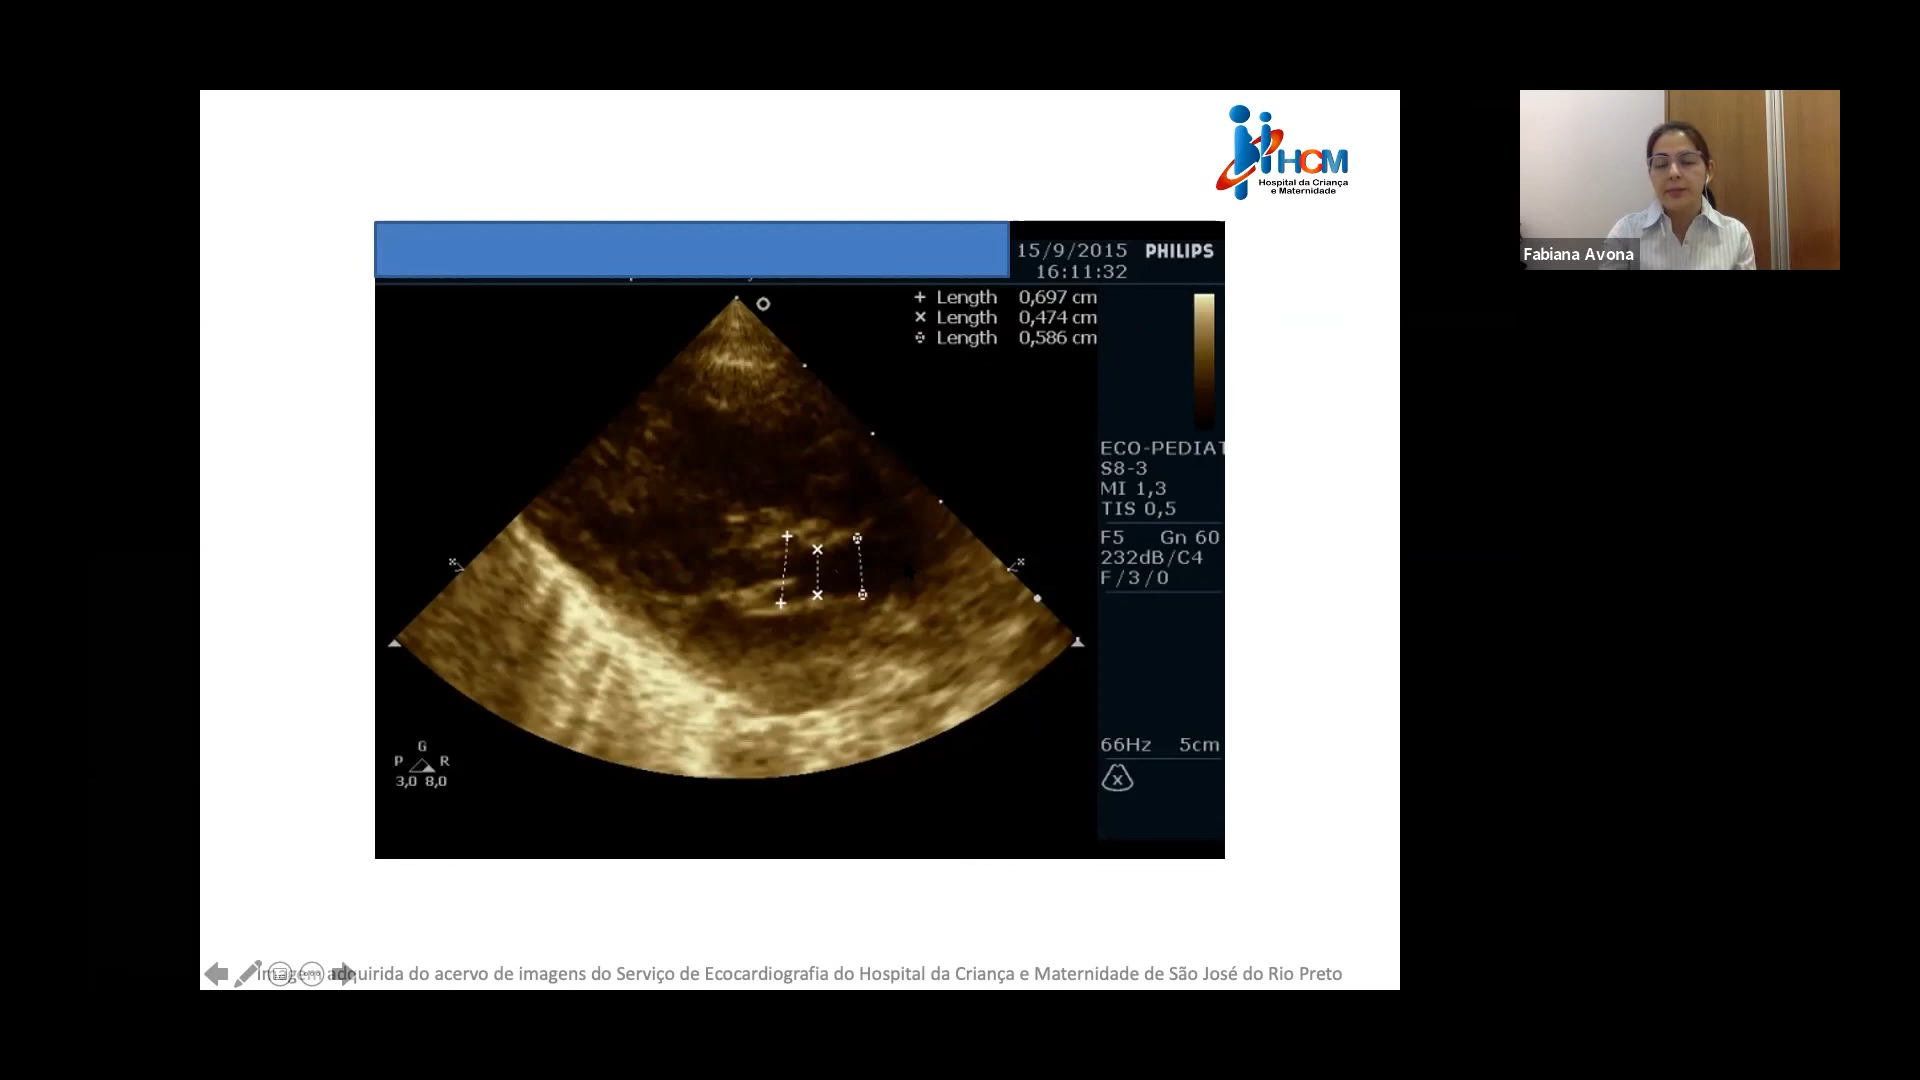 HCM
Hospital da Criança
e Maternidade
Fabiana Avona
15/9/2015 PHILIPS
16:11:32
+ Length 0,697 cm
× Length 0,474 cm
Length 0,586 cm
ECO-PEDIAT
S8-3
MI 1,3
TIS 0,5
F5 Gn 60
232dB/C4
F/3/0
66Hz 5cm
X
G
P R
3,0 8,0
Imagem adquirida do acervo de imagens do Serviço de Ecocardiografia do Hospital da Criança e Maternidade de São José do Rio Preto